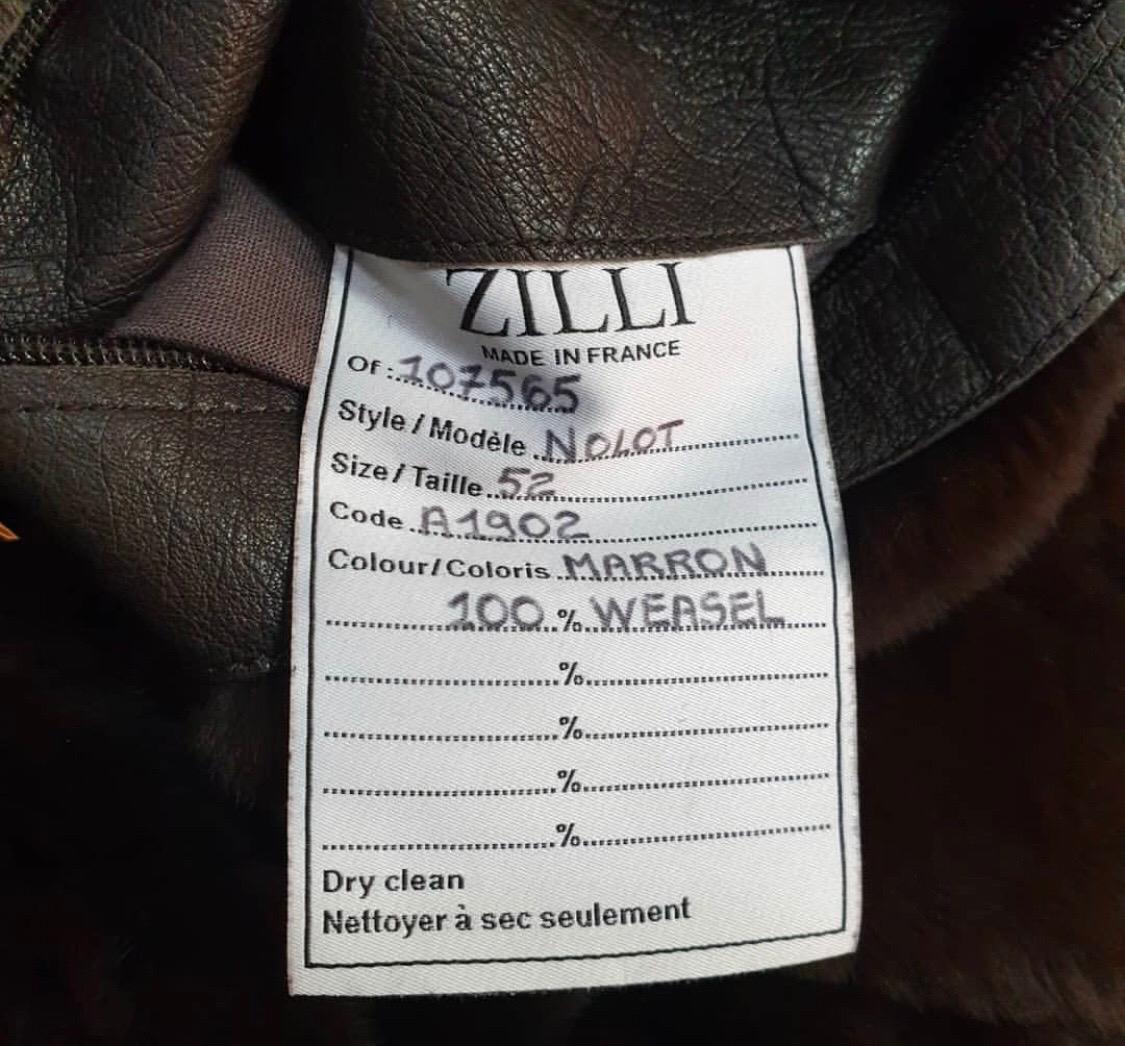 ZILLI
MADE IN FRANCE
Of : 107565
Style / Modèle NOLOT
Size / Taille 52
Code A1902
Colour / Coloris MARRON
100 % WEASEL
%
%
%
%
Dry clean
Nettoyer à sec seulement